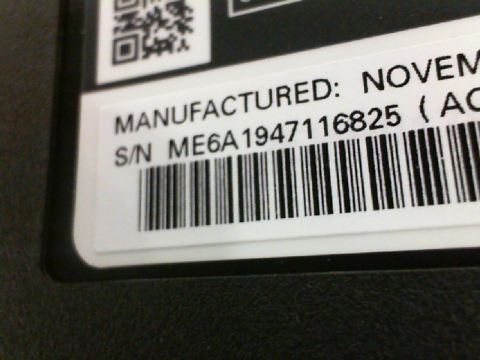 MANUFACTURED: NOVEM
S/N ME6A1947116825 (AC